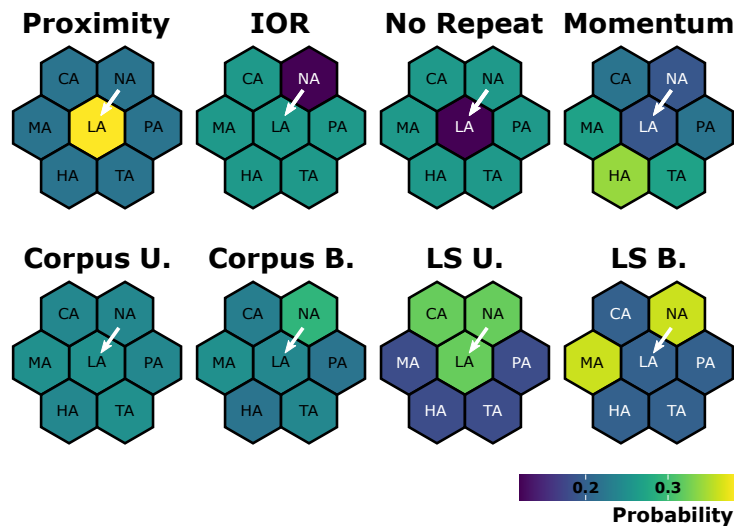 Proximity IOR No Repeat Momentum
CA NA CA NA CA NA CA NA
MA LA PA MA LA PA MA LA PA MA LA PA
HA TA HA TA HA TA HA TA
Corpus U. Corpus B. LS U. LS B.
CA NA CA NA CA NA CA NA
MA LA PA MA LA PA MA LA PA MA LA PA
HA TA HA TA HA TA HA TA
0.2 0.3
Probability